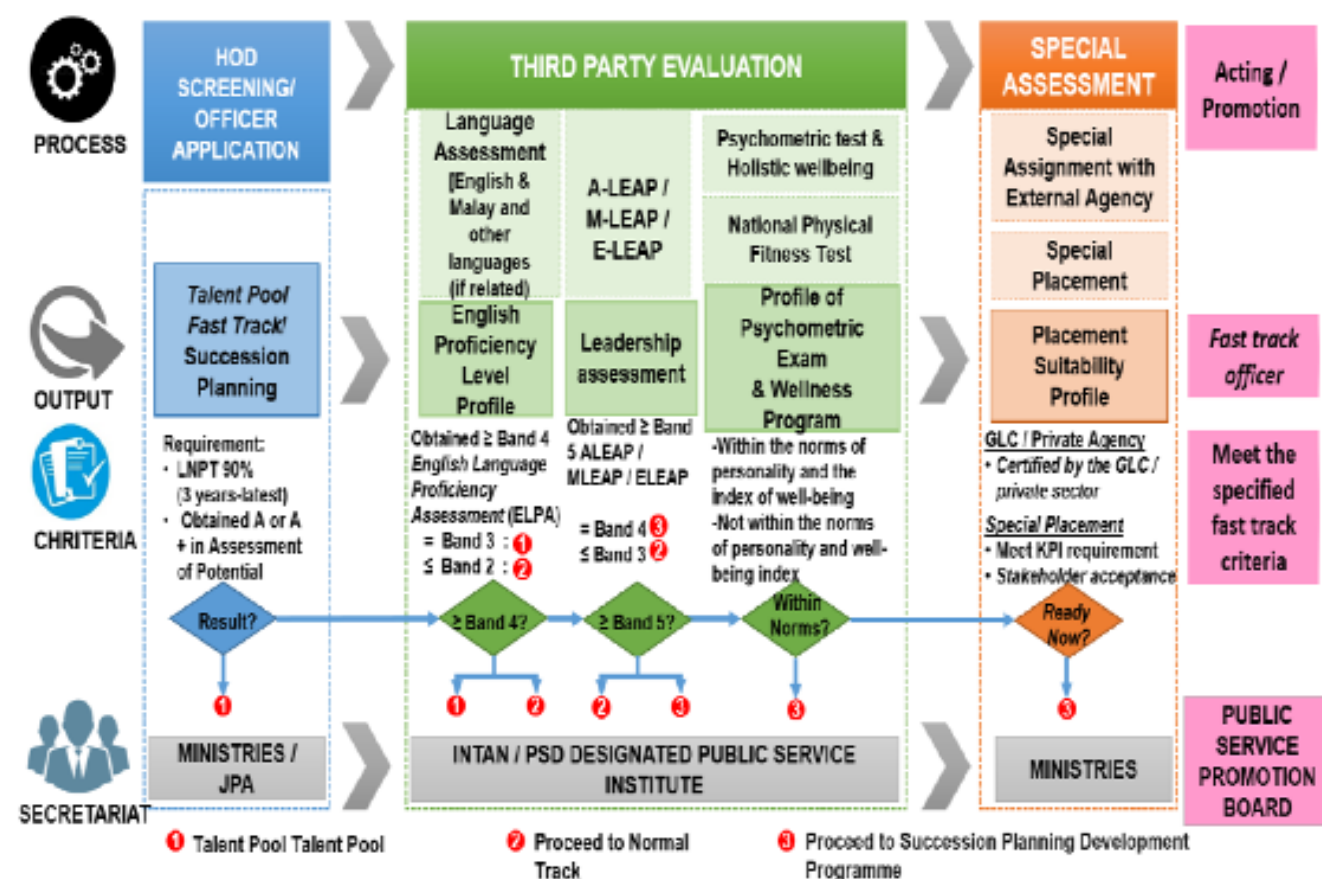 PROCESS
HOD
SCREENING/
OFFICER
APPLICATION
THIRD PARTY EVALUATION
SPECIAL
ASSESSMENT
Acting /
Promotion
Language
Assessment
[English &
Malay and
other
languages
(if related)
A-LEAP /
M-LEAP /
E-LEAP
Psychometric test &
Holistic wellbeing
National Physical
Fitness Test
Special
Assignment with
External Agency
Special
Placement
OUTPUT
Talent Pool
Fast Track/
Succession
Planning
English
Proficiency
Level
Profile
Leadership
assessment
Profile of
Psychometric
Exam
& Wellness
Program
Placement
Suitability
Profile
Fast track
officer
CHRITERIA
Requirement:
• LNPT 90%
(3 years-latest)
• Obtained A or A
+ in Assessment
of Potential
Obtained ≥ Band 4
English Language
Proficiency
Assessment (ELPA)
= Band 3 : 1
≤ Band 2 : 2
Obtained ≥ Band
5 ALEAP /
MLEAP / ELEAP
= Band 4 3
≤ Band 3 2
-Within the norms of
personality and the
index of well-being
-Not within the norms
of personality and well-
being index
GLC / Private Agency
• Certified by the GLC /
private sector
Special Placement
• Meet KPI requirement
• Stakeholder acceptance
Meet the
specified
fast track
criteria
Result?
≥ Band 4?
≥ Band 5?
Within
Norms?
Ready
Now?
1
1
2
2
3
3
3
SECRETARIAT
MINISTRIES /
JPA
INTAN / PSD DESIGNATED PUBLIC SERVICE
INSTITUTE
MINISTRIES
PUBLIC
SERVICE
PROMOTION
BOARD
1 Talent Pool Talent Pool
2 Proceed to Normal
Track
3 Proceed to Succession Planning Development
Programme